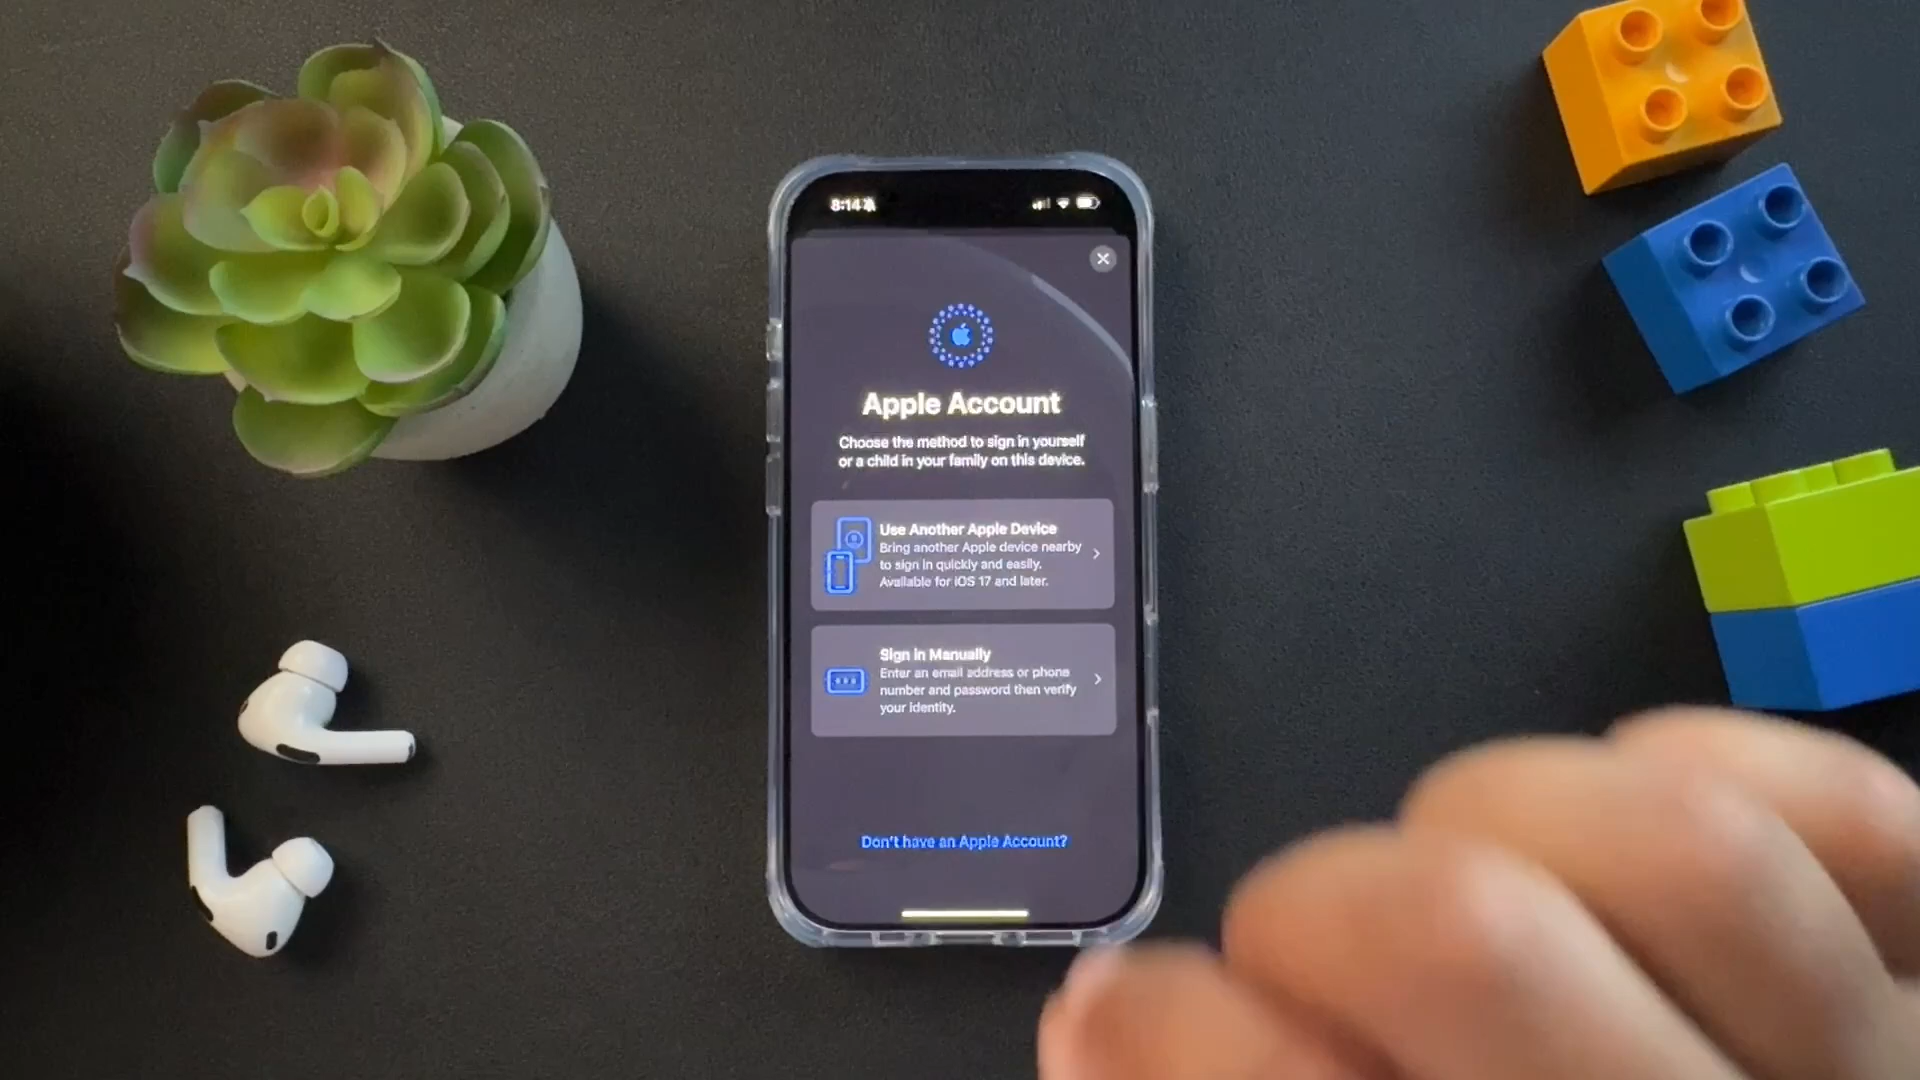 8:14
Apple Account
Choose the method to sign in yourself
or a child in your family on this device.
Use Another Apple Device
Bring another Apple device nearby
to sign in quickly and easily.
Available for iOS 17 and later.
Sign in Manually
Enter an email address or phone
number and password then verify
your identity.
Don't have an Apple Account?